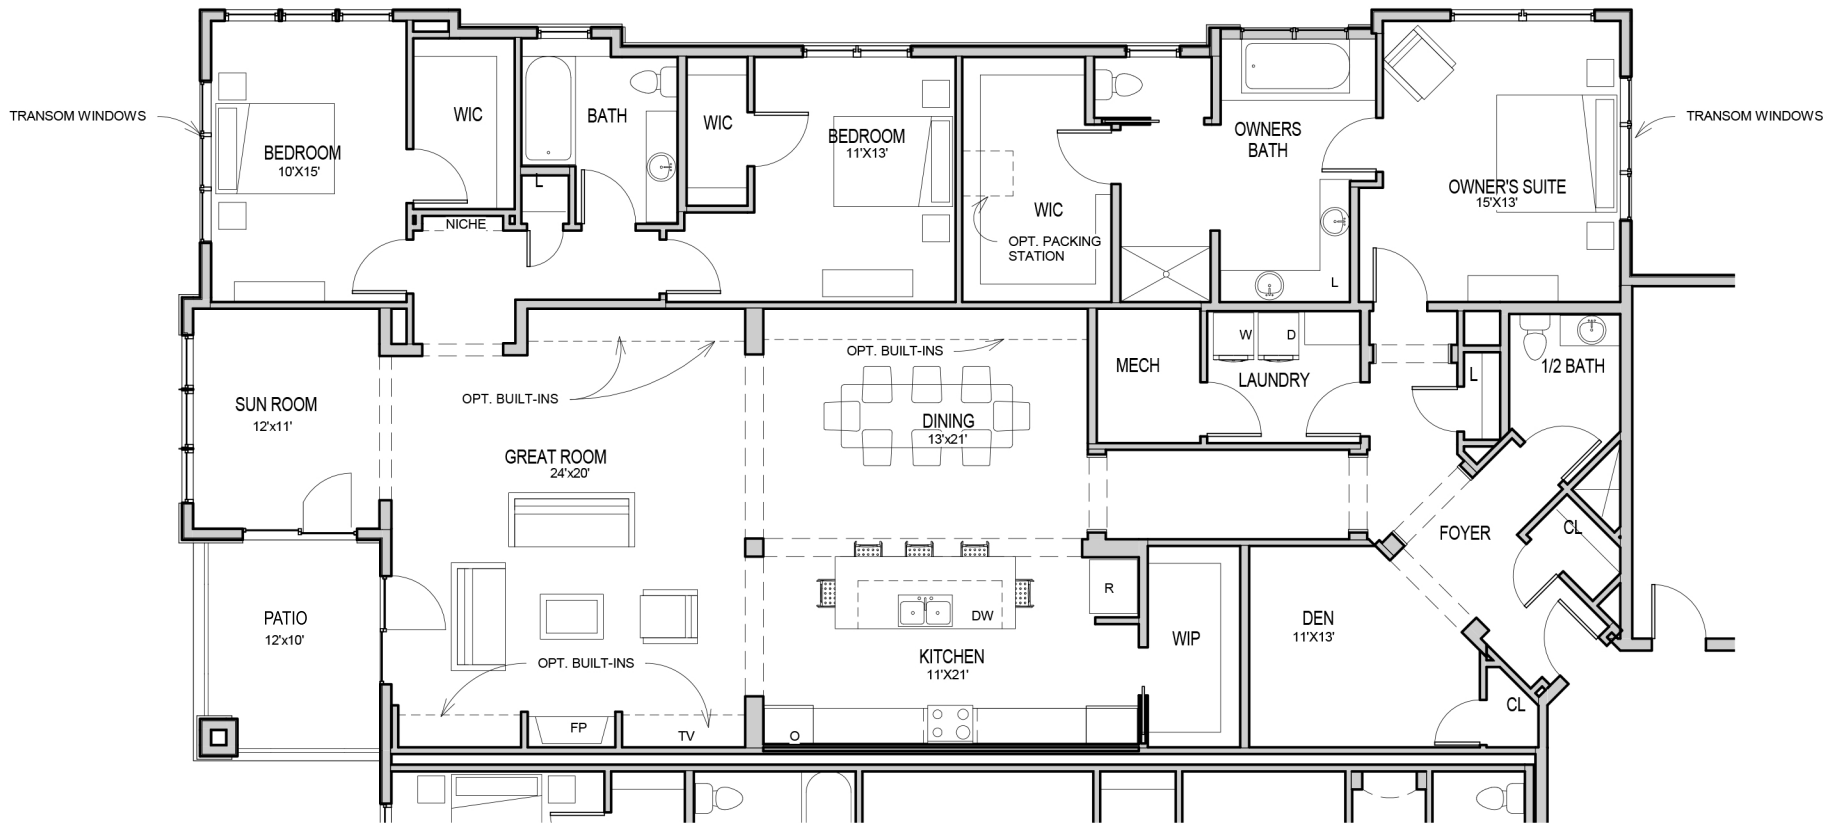 TRANSOM WINDOWS
BEDROOM
10'X15'
WIC
NICHE
L
BATH
WIC
BEDROOM
11'X13'
WIC
OPT. PACKING
STATION
OWNERS
BATH
L
OWNER'S SUITE
15'X13'
TRANSOM WINDOWS
SUN ROOM
12'x11'
OPT. BUILT-INS
GREAT ROOM
24'x20'
OPT. BUILT-INS
DINING
13'x21'
MECH
W
D
LAUNDRY
L
1/2 BATH
FOYER
CL
PATIO
12'x10'
OPT. BUILT-INS
FP
TV
DW
R
KITCHEN
11'X21'
O
WIP
DEN
11'X13'
CL